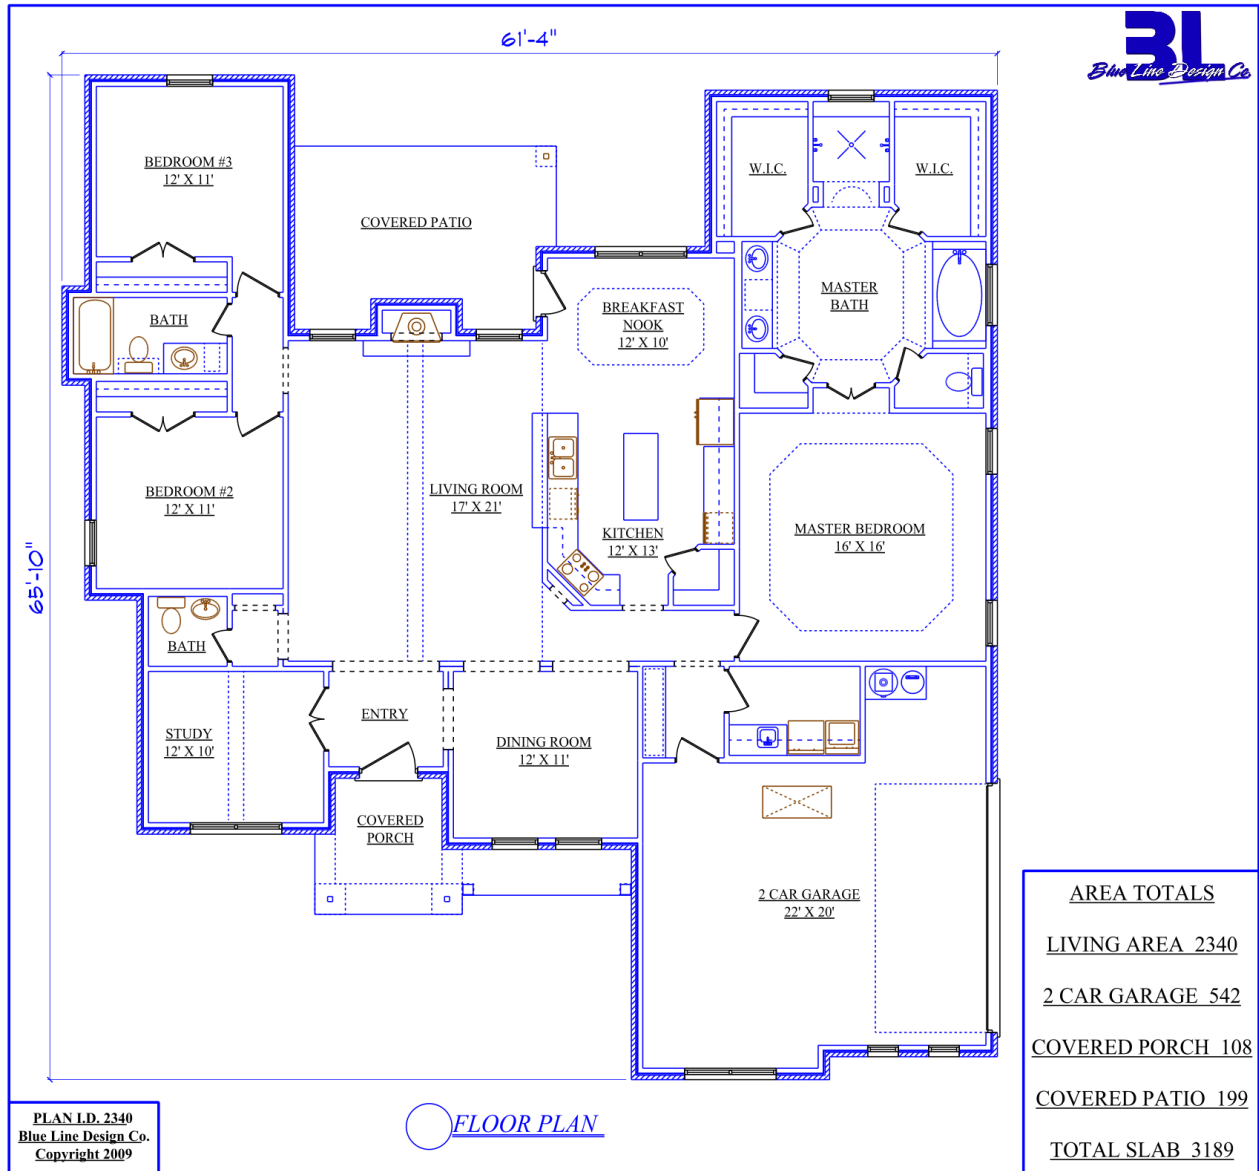 61'-4"
BL
Blue Line Design Co
BEDROOM #3
12' X 11'
COVERED PATIO
W.I.C.
W.I.C.
BATH
BREAKFAST
NOOK
12' X 10'
MASTER
BATH
BEDROOM #2
12' X 11'
LIVING ROOM
17' X 21'
KITCHEN
12' X 13'
MASTER BEDROOM
16' X 16'
65'-10"
BATH
STUDY
12' X 10'
ENTRY
DINING ROOM
12' X 11'
COVERED
PORCH
2 CAR GARAGE
22' X 20'
AREA TOTALS
LIVING AREA 2340
2 CAR GARAGE 542
COVERED PORCH 108
COVERED PATIO 199
TOTAL SLAB 3189
PLAN I.D. 2340
Blue Line Design Co.
Copyright 2009
FLOOR PLAN